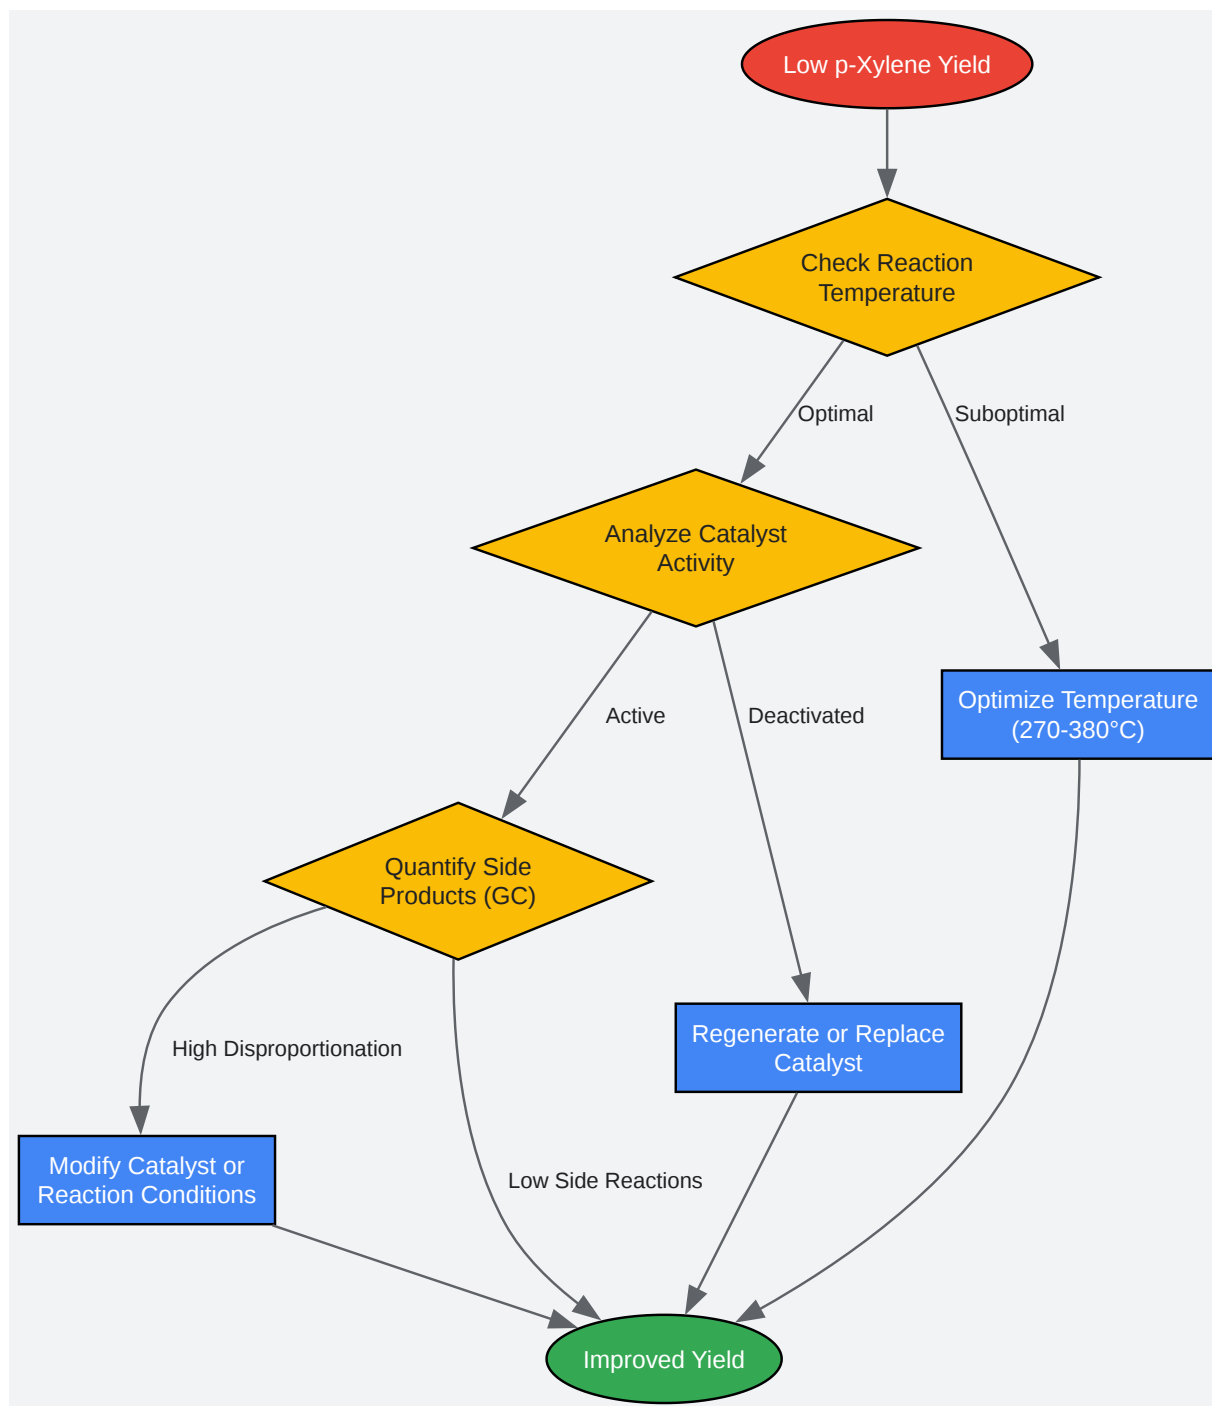 Low p-Xylene Yield
Check Reaction
Temperature
Optimal
Suboptimal
Analyze Catalyst
Activity
Active
Deactivated
Optimize Temperature
(270-380°C)
Quantify Side
Products (GC)
Regenerate or Replace
Catalyst
High Disproportionation
Modify Catalyst or
Reaction Conditions
Low Side Reactions
Improved Yield